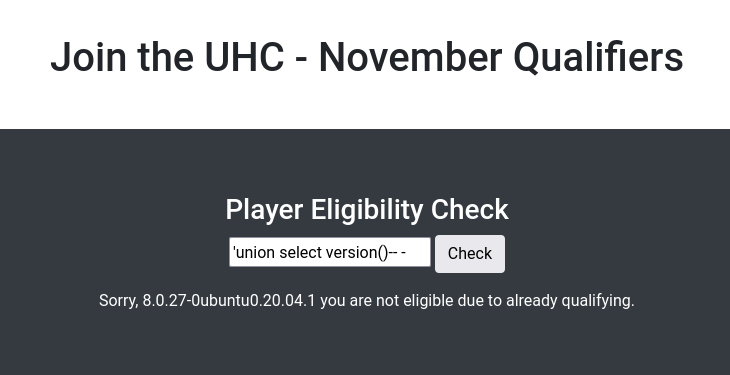 Join the UHC - November Qualifiers
Player Eligibility Check
'union select version()-- -
Check
Sorry, 8.0.27-0ubuntu0.20.04.1 you are not eligible due to already qualifying.